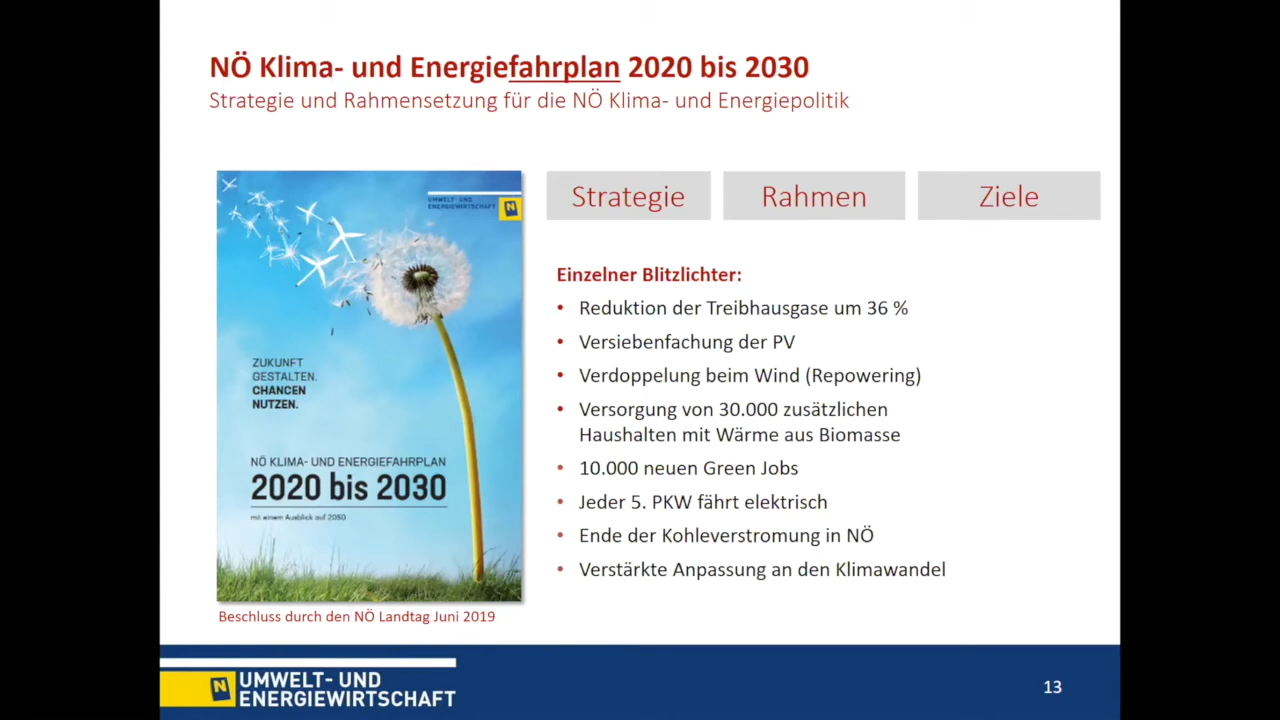 NÖ Klima- und Energiefahrplan 2020 bis 2030
Strategie und Rahmensetzung für die NÖ Klima- und Energiepolitik
UMWELT- UND
ENERGIEWIRTSCHAFT
N
ZUKUNFT
GESTALTEN.
CHANCEN
NUTZEN.
NÖ KLIMA- UND ENERGIEFAHRPLAN
2020 bis 2030
mit einem Ausblick auf 2050
Beschluss durch den NÖ Landtag Juni 2019
Strategie
Rahmen
Ziele
Einzelner Blitzlichter:
• Reduktion der Treibhausgase um 36 %
• Versiebenfachung der PV
• Verdoppelung beim Wind (Repowering)
• Versorgung von 30.000 zusätzlichen
Haushalten mit Wärme aus Biomasse
• 10.000 neuen Green Jobs
• Jeder 5. PKW fährt elektrisch
• Ende der Kohleverstromung in NÖ
• Verstärkte Anpassung an den Klimawandel
N
UMWELT- UND
ENERGIEWIRTSCHAFT
13